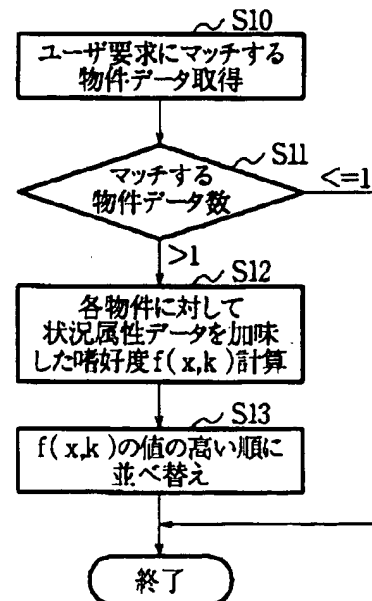 S10
ユーザ要求にマッチする
物件データ取得
S11
マッチする
物件データ数
<=1
>1
S12
各物件に対して
状況属性データを加味
した嗜好度f(x,k)計算
S13
f(x,k)の値の高い順に
並べ替え
終了